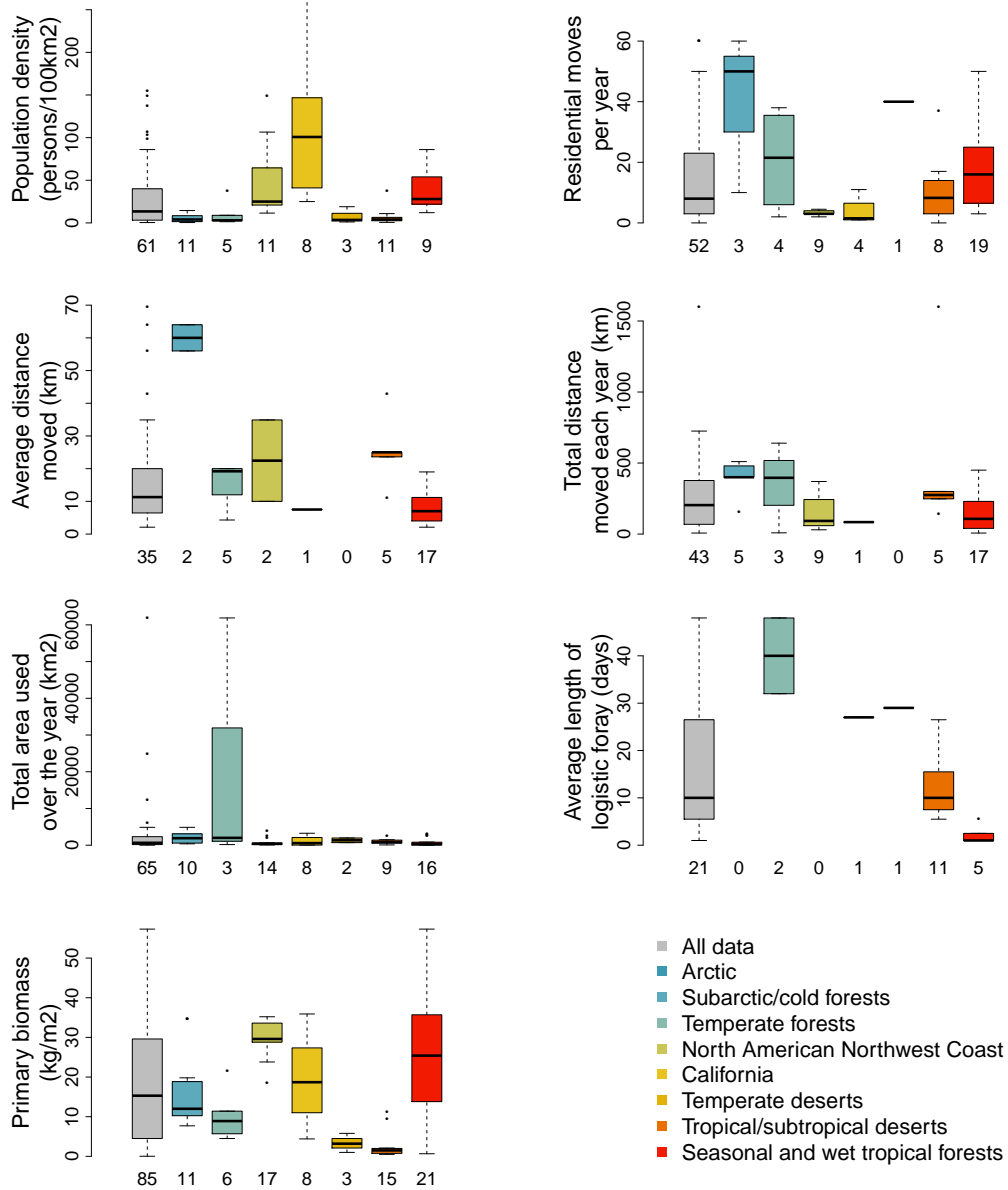 Population density
(persons/100km2)
0 50 100 150 250
61 11 5 11 8 3 11 9
Residential moves
per year
0 20 40 60
52 3 4 9 4 1 8 19
Average distance
moved (km)
0 10 30 50 70
35 2 5 2 1 0 5 17
Total distance
moved each year (km)
0 500 1000 1500
43 5 3 9 1 0 5 17
Total area used
over the year (km2)
0 20000 40000 60000
65 10 3 14 8 2 9 16
Average length of
logistic foray (days)
0 10 20 30 40
21 0 2 0 1 1 11 5
Primary biomass
(kg/m2)
0 10 20 30 40 50
85 11 6 17 8 3 15 21
All data
Arctic
Subarctic/cold forests
Temperate forests
North American Northwest Coast
California
Temperate deserts
Tropical/subtropical deserts
Seasonal and wet tropical forests